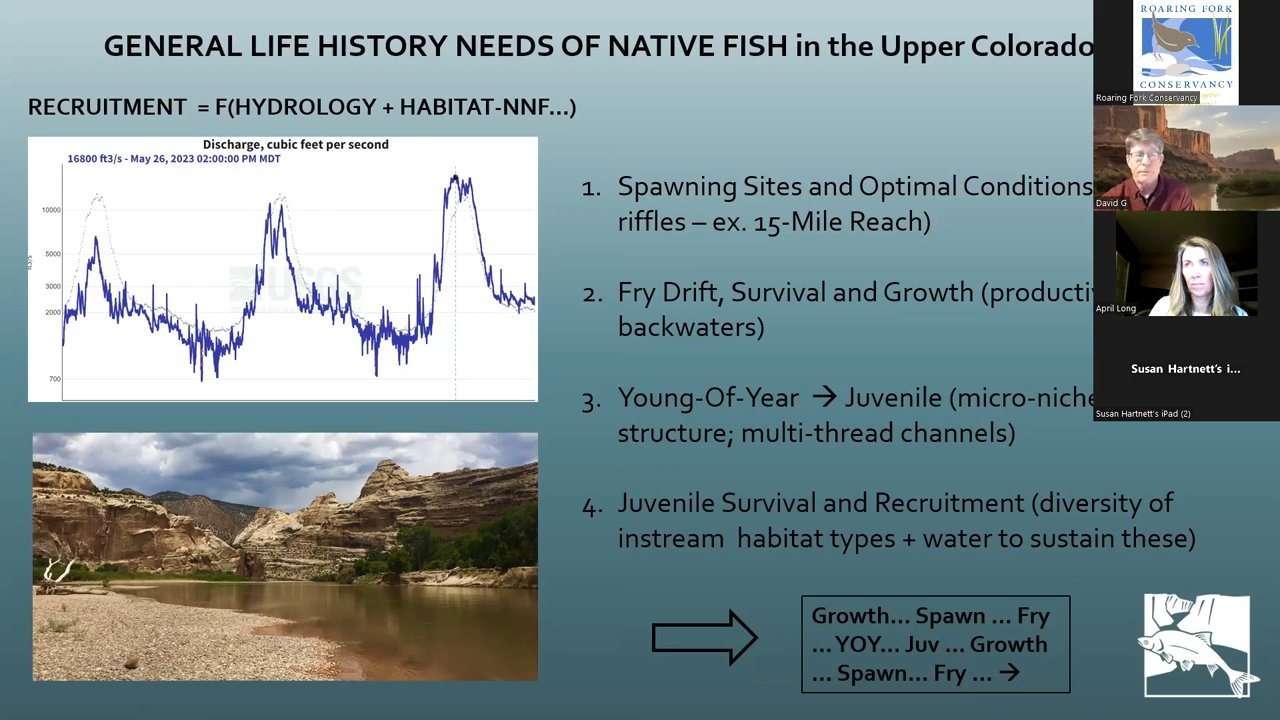 GENERAL LIFE HISTORY NEEDS OF NATIVE FISH in the Upper Colorado
RECRUITMENT = F(HYDROLOGY + HABITAT-NNF...)
Discharge, cubic feet per second
16800 ft3/s - May 26, 2023 02:00:00 PM MDT
10000
5000
3000
2000
700
ft3/s
USGS
1. Spawning Sites and Optimal Conditions
riffles – ex. 15-Mile Reach)
2. Fry Drift, Survival and Growth (producti
backwaters)
3. Young-Of-Year → Juvenile (micro-niche
structure; multi-thread channels)
4. Juvenile Survival and Recruitment (diversity of
instream habitat types + water to sustain these)
Growth... Spawn ... Fry
... YOY... Juv ... Growth
... Spawn... Fry ... →
ROARING FORK
CONSERVANCY
Roaring Fork Conservancy
David G
April Long
Susan Hartnett's i...
Susan Hartnett's iPad (2)